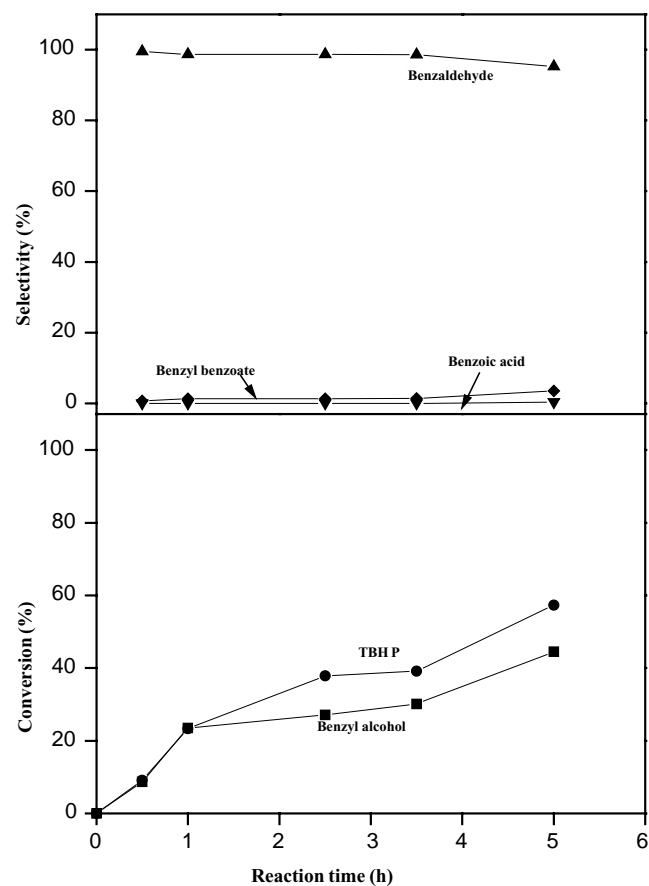 100
Benzaldehyde
80
60
Selectivity (%)
40
20
Benzyl benzoate
Benzoic acid
0
100
80
60
Conversion (%)
TBH P
40
Benzyl alcohol
20
0
0 1 2 3 4 5 6
Reaction time (h)